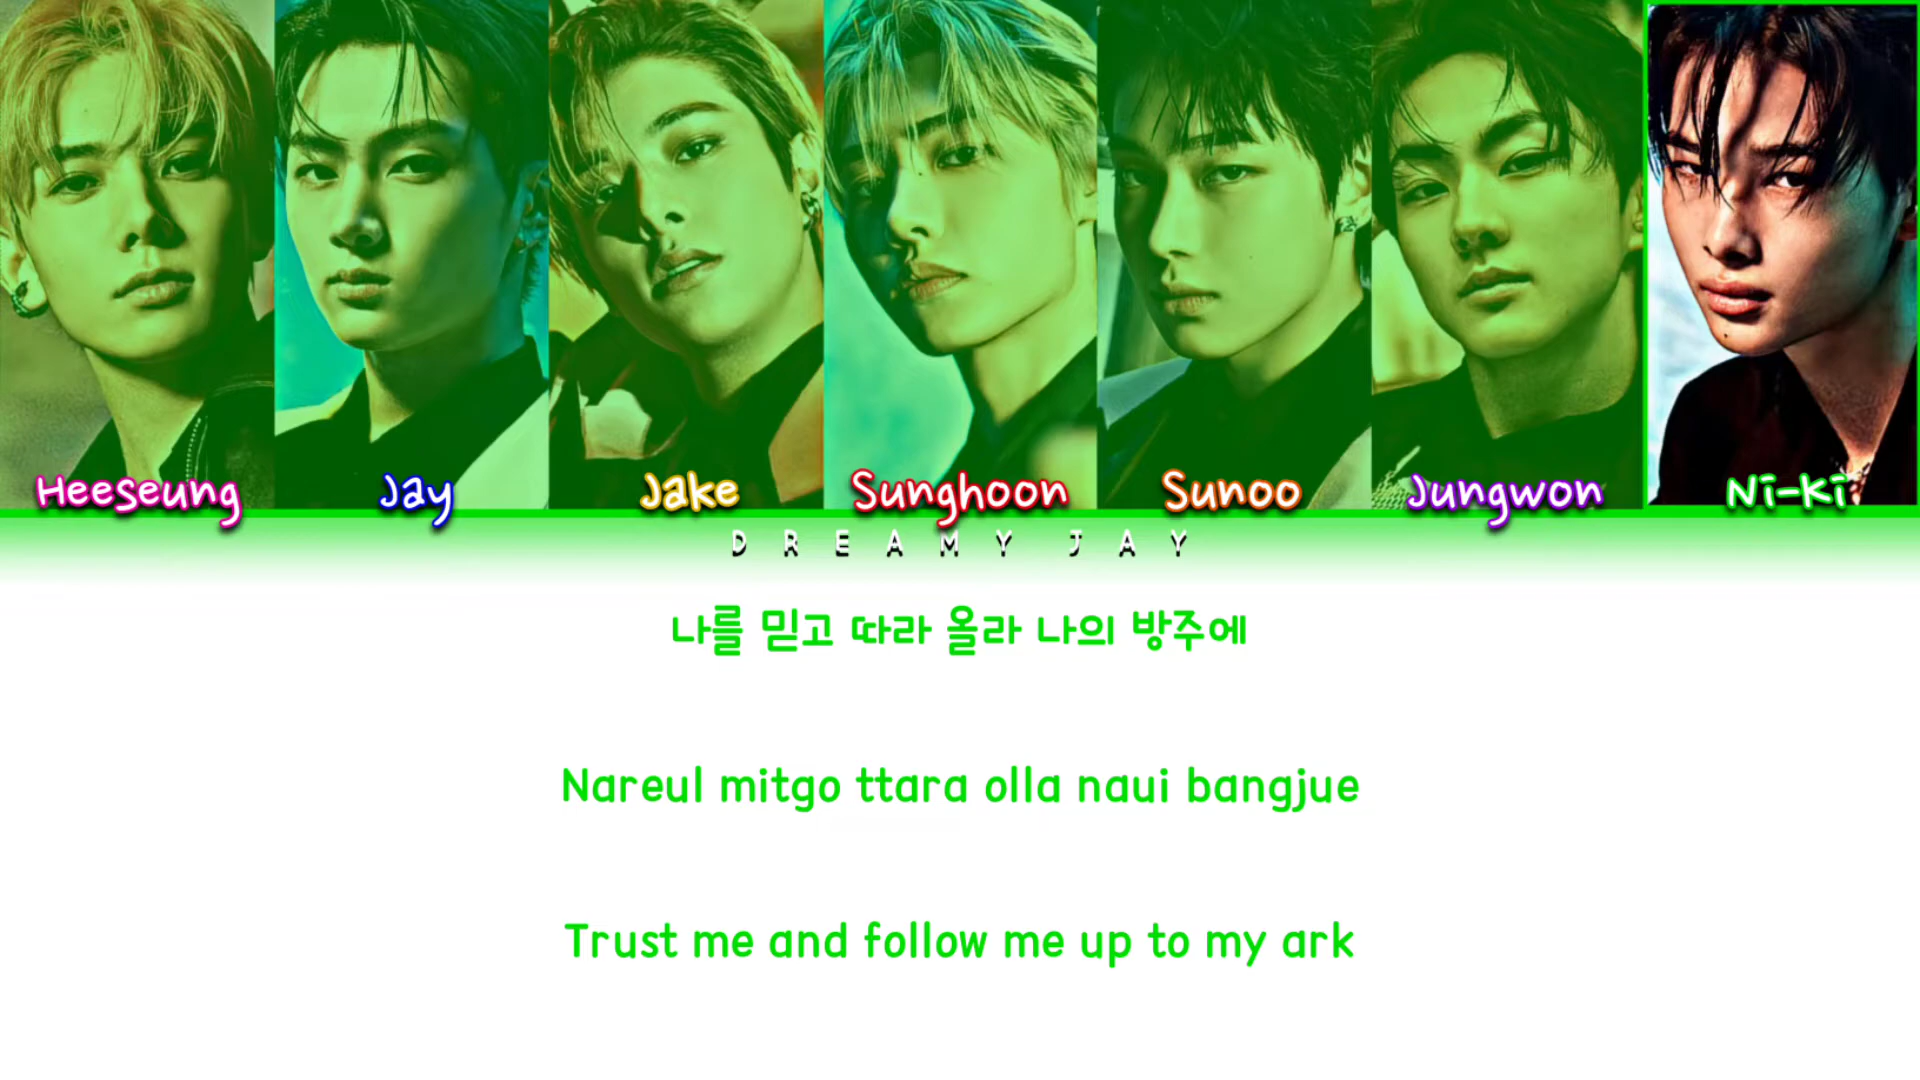 Heeseung Jay Jake Sunghoon Sunoo Jungwon Ni-Ki
DREAMY JAY
나를 믿고 따라 올라 나의 방주에
Nareul mitgo ttara olla naui bangjue
Trust me and follow me up to my ark